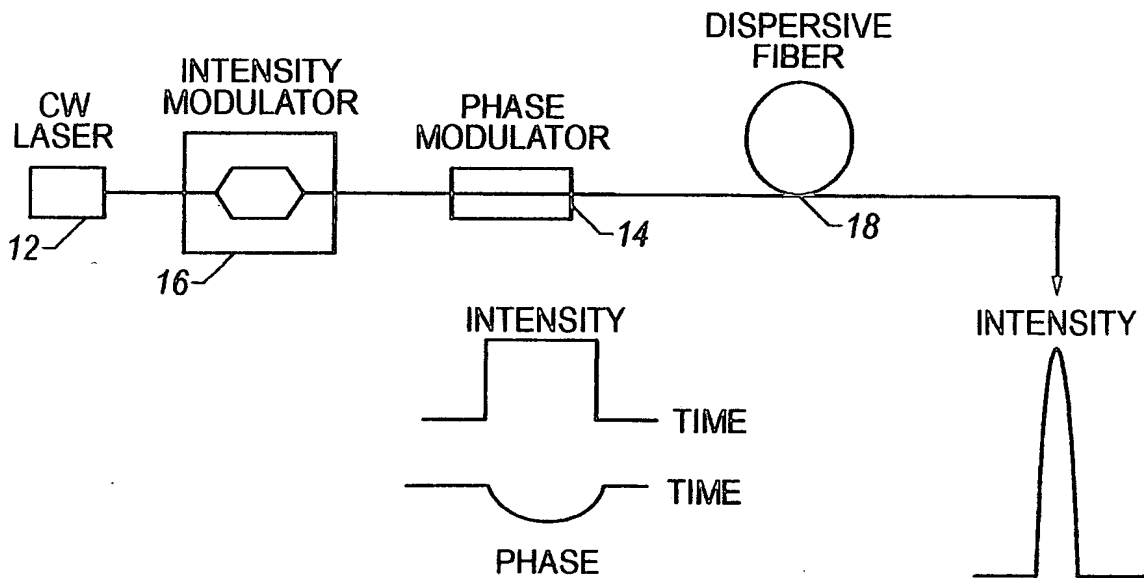 DISPERSIVE
FIBER
INTENSITY
MODULATOR
CW
LASER
PHASE
MODULATOR
12
16
14
18
INTENSITY
TIME
INTENSITY
TIME
PHASE